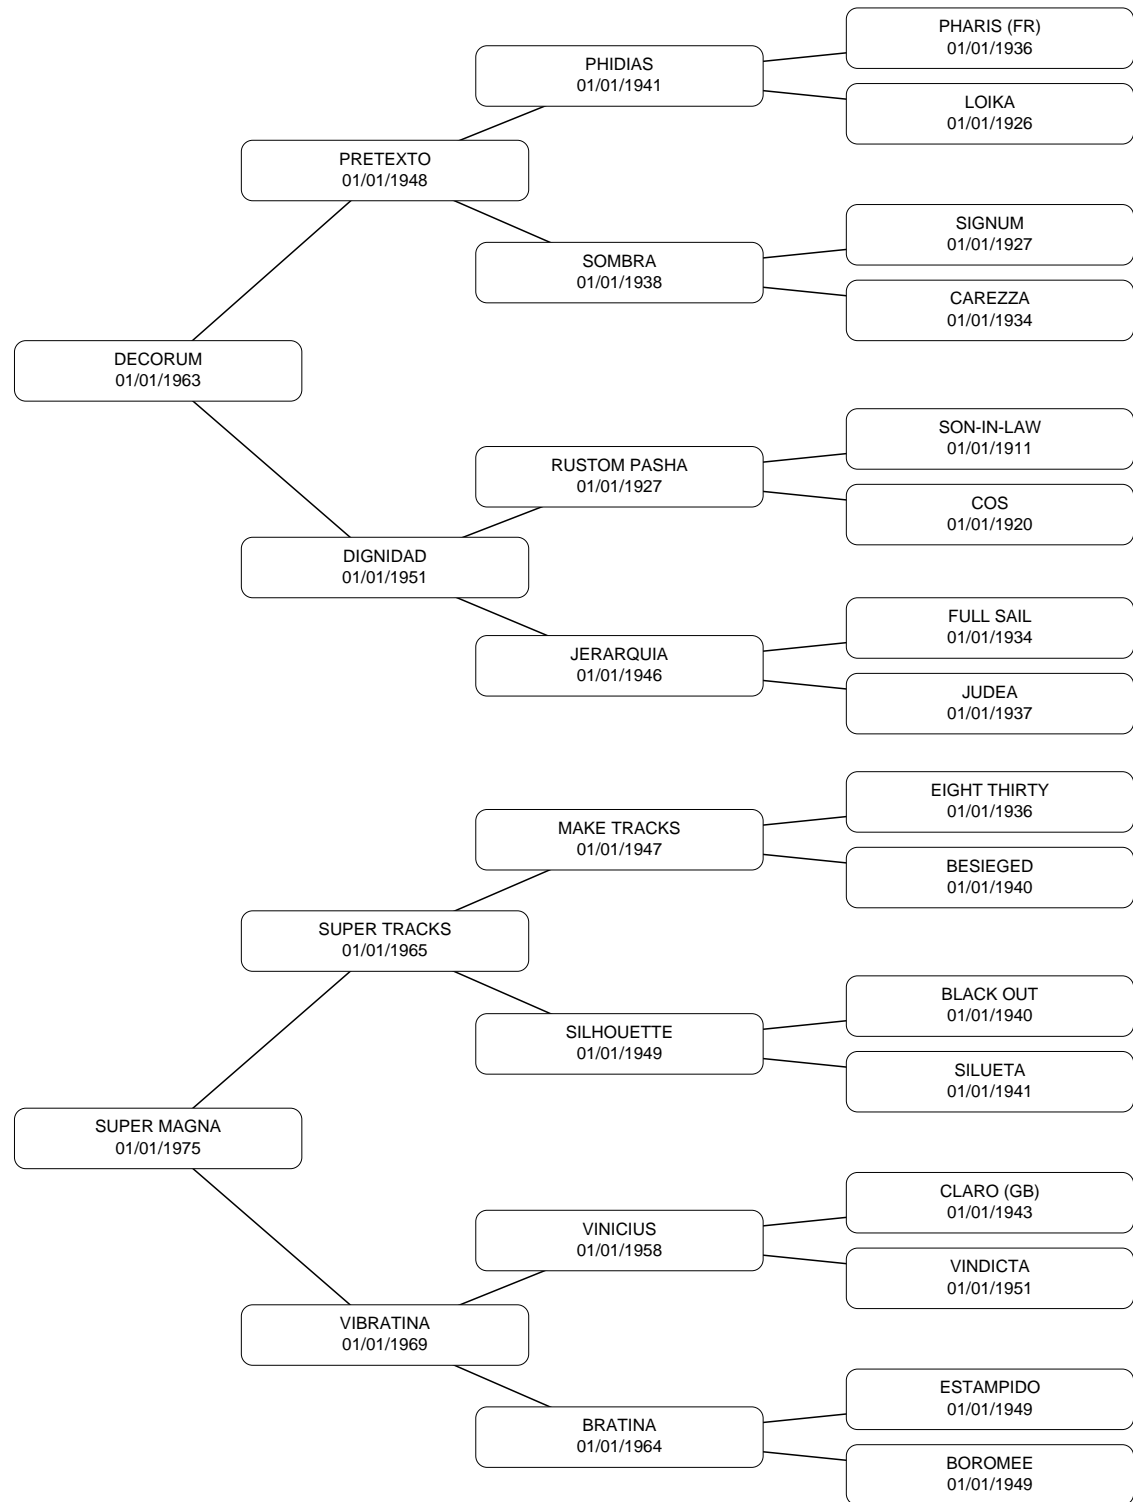 PHARIS (FR)
01/01/1936
PHIDIAS
01/01/1941
LOIKA
01/01/1926
PRETEXTO
01/01/1948
SIGNUM
01/01/1927
SOMBRA
01/01/1938
CAREZZA
01/01/1934
DECORUM
01/01/1963
SON-IN-LAW
01/01/1911
RUSTOM PASHA
01/01/1927
COS
01/01/1920
DIGNIDAD
01/01/1951
FULL SAIL
01/01/1934
JERARQUIA
01/01/1946
JUDEA
01/01/1937
EIGHT THIRTY
01/01/1936
MAKE TRACKS
01/01/1947
BESIEGED
01/01/1940
SUPER TRACKS
01/01/1965
BLACK OUT
01/01/1940
SILHOUETTE
01/01/1949
SILUETA
01/01/1941
SUPER MAGNA
01/01/1975
CLARO (GB)
01/01/1943
VINICIUS
01/01/1958
VINDICTA
01/01/1951
VIBRATINA
01/01/1969
ESTAMPIDO
01/01/1949
BRATINA
01/01/1964
BOROMEE
01/01/1949